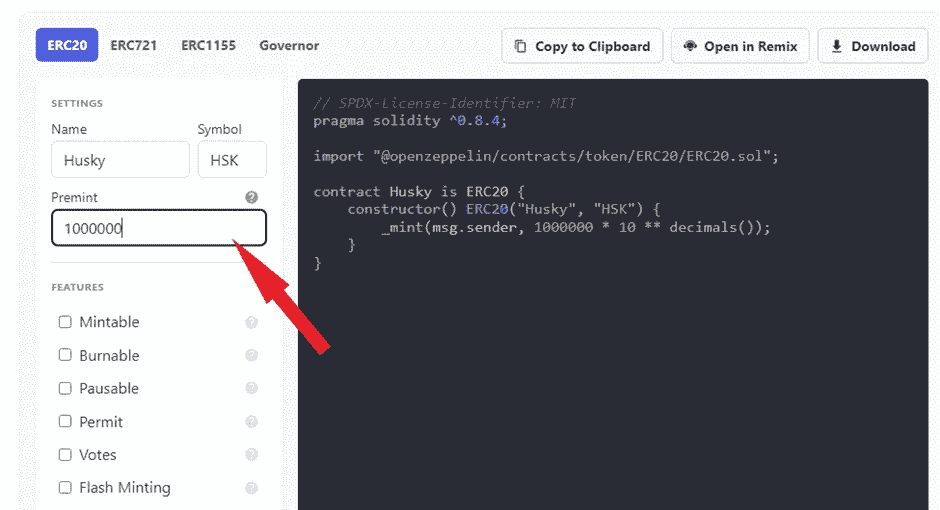 ERC20 ERC721 ERC1155 Governor Copy to Clipboard Open in Remix Download
SETTINGS
Name Symbol
Husky HSK
Premint ?
1000000
FEATURES
Mintable ?
Burnable ?
Pausable ?
Permit ?
Votes ?
Flash Minting ?
// SPDX-License-Identifier: MIT
pragma solidity ^0.8.4;
import "@openzeppelin/contracts/token/ERC20/ERC20.sol";
contract Husky is ERC20 {
    constructor() ERC20("Husky", "HSK") {
        _mint(msg.sender, 1000000 * 10 ** decimals());
    }
}